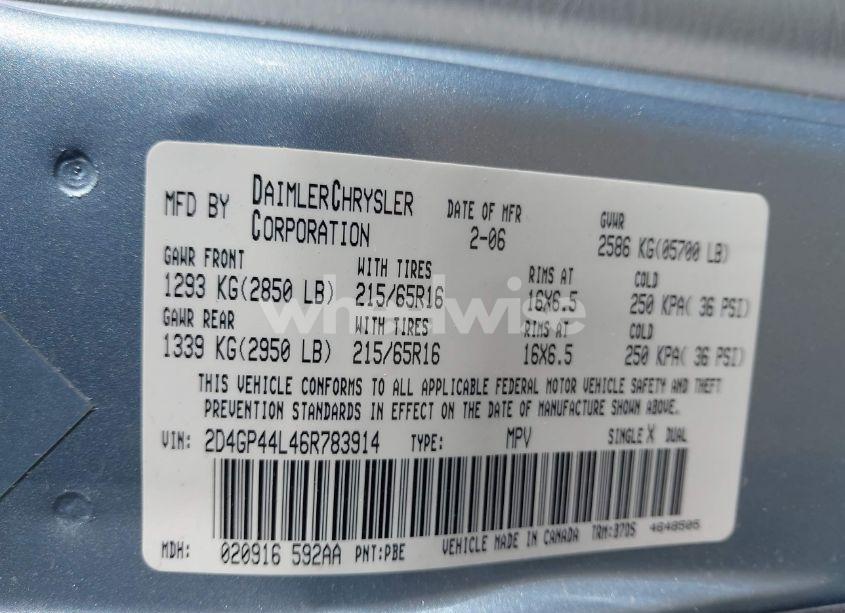 MFD BY DAIMLERCHRYSLER CORPORATION DATE OF MFR 2-06 GVWR 2586 KG(05700 LB)
GAWR FRONT WITH TIRES RIMS AT COLD
1293 KG(2850 LB) 215/65R16 16X6.5 250 KPA( 36 PSI)
GAWR REAR WITH TIRES RIMS AT COLD
1339 KG(2950 LB) 215/65R16 16X6.5 250 KPA( 36 PSI)
THIS VEHICLE CONFORMS TO ALL APPLICABLE FEDERAL MOTOR VEHICLE SAFETY AND THEFT
PREVENTION STANDARDS IN EFFECT ON THE DATE OF MANUFACTURE SHOWN ABOVE.
VIN: 2D4GP44L46R783914 TYPE: MPV SINGLE X DUAL
MDH: 020916 592AA PNT:PBE VEHICLE MADE IN CANADA TRM:B7D5 4648505
wheelwise